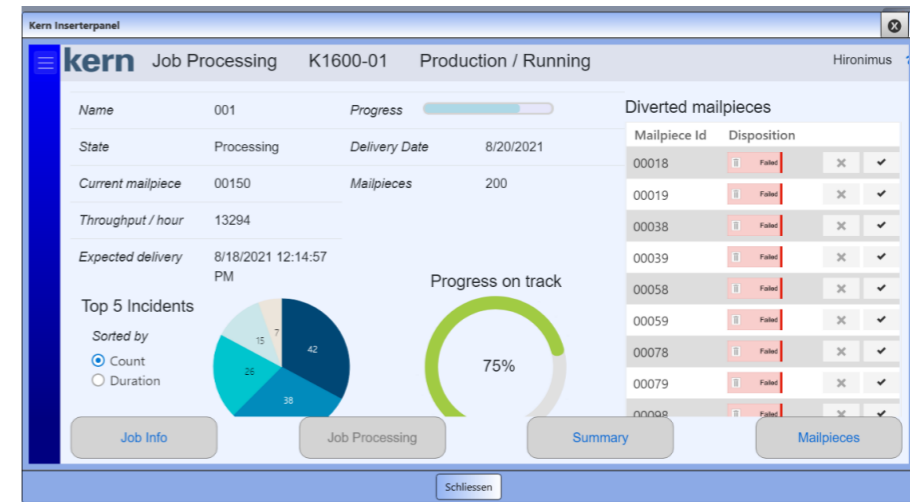 Kern Inserterpanel
kern Job Processing K1600-01 Production / Running Hironimus ?
Name 001 Progress
State Processing Delivery Date 8/20/2021
Current mailpiece 00150 Mailpieces 200
Throughput / hour 13294
Expected delivery 8/18/2021 12:14:57
PM
Top 5 Incidents
Sorted by
Count
Duration
7
15
42
26
38
Progress on track
75%
Diverted mailpieces
Mailpiece Id Disposition
00018 Failed
00019 Failed
00038 Failed
00039 Failed
00058 Failed
00059 Failed
00078 Failed
00079 Failed
00098 Failed
Job Info Job Processing Summary Mailpieces
Schliessen